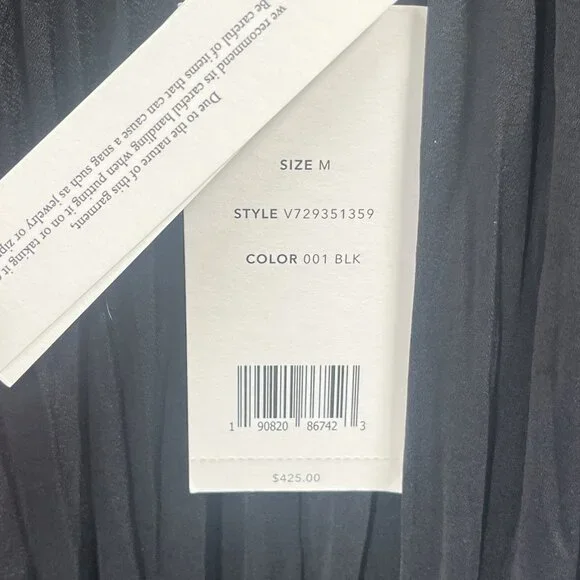 Due to the nature of this garment,
we recommend its careful handling when putting it on or taking it
Be careful of items that can cause a snag such as jewelry or
SIZE M
STYLE V729351359
COLOR 001 BLK
1 90820 86742 3
$425.00